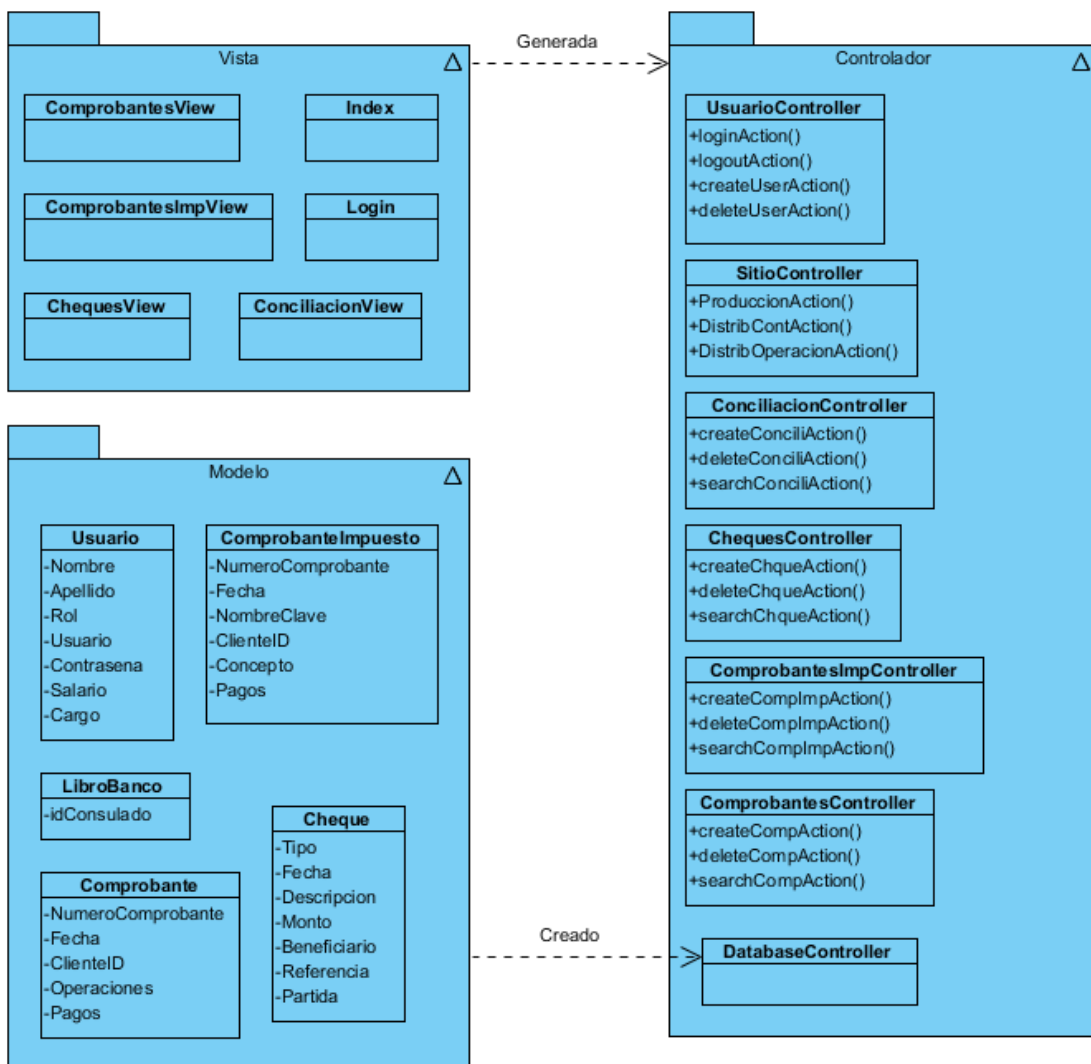 Vista
ComprobantesView
Index
ComprobantesImpView
Login
ChequesView
ConciliacionView
Generada
Controlador
UsuarioController
+loginAction()
+logoutAction()
+createUserAction()
+deleteUserAction()
SitioController
+ProduccionAction()
+DistribContAction()
+DistribOperacionAction()
ConciliacionController
+createConciliAction()
+deleteConciliAction()
+searchConciliAction()
ChequesController
+createChqueAction()
+deleteChqueAction()
+searchChqueAction()
ComprobantesImpController
+createCompImpAction()
+deleteCompImpAction()
+searchCompImpAction()
ComprobantesController
+createCompAction()
+deleteCompAction()
+searchCompAction()
DatabaseController
Modelo
Usuario
-Nombre
-Apellido
-Rol
-Usuario
-Contrasena
-Salario
-Cargo
ComprobanteImpuesto
-NumeroComprobante
-Fecha
-NombreClave
-ClienteID
-Concepto
-Pagos
LibroBanco
-idConsulado
Cheque
-Tipo
-Fecha
-Descripcion
-Monto
-Beneficiario
-Referencia
-Partida
Comprobante
-NumeroComprobante
-Fecha
-ClienteID
-Operaciones
-Pagos
Creado